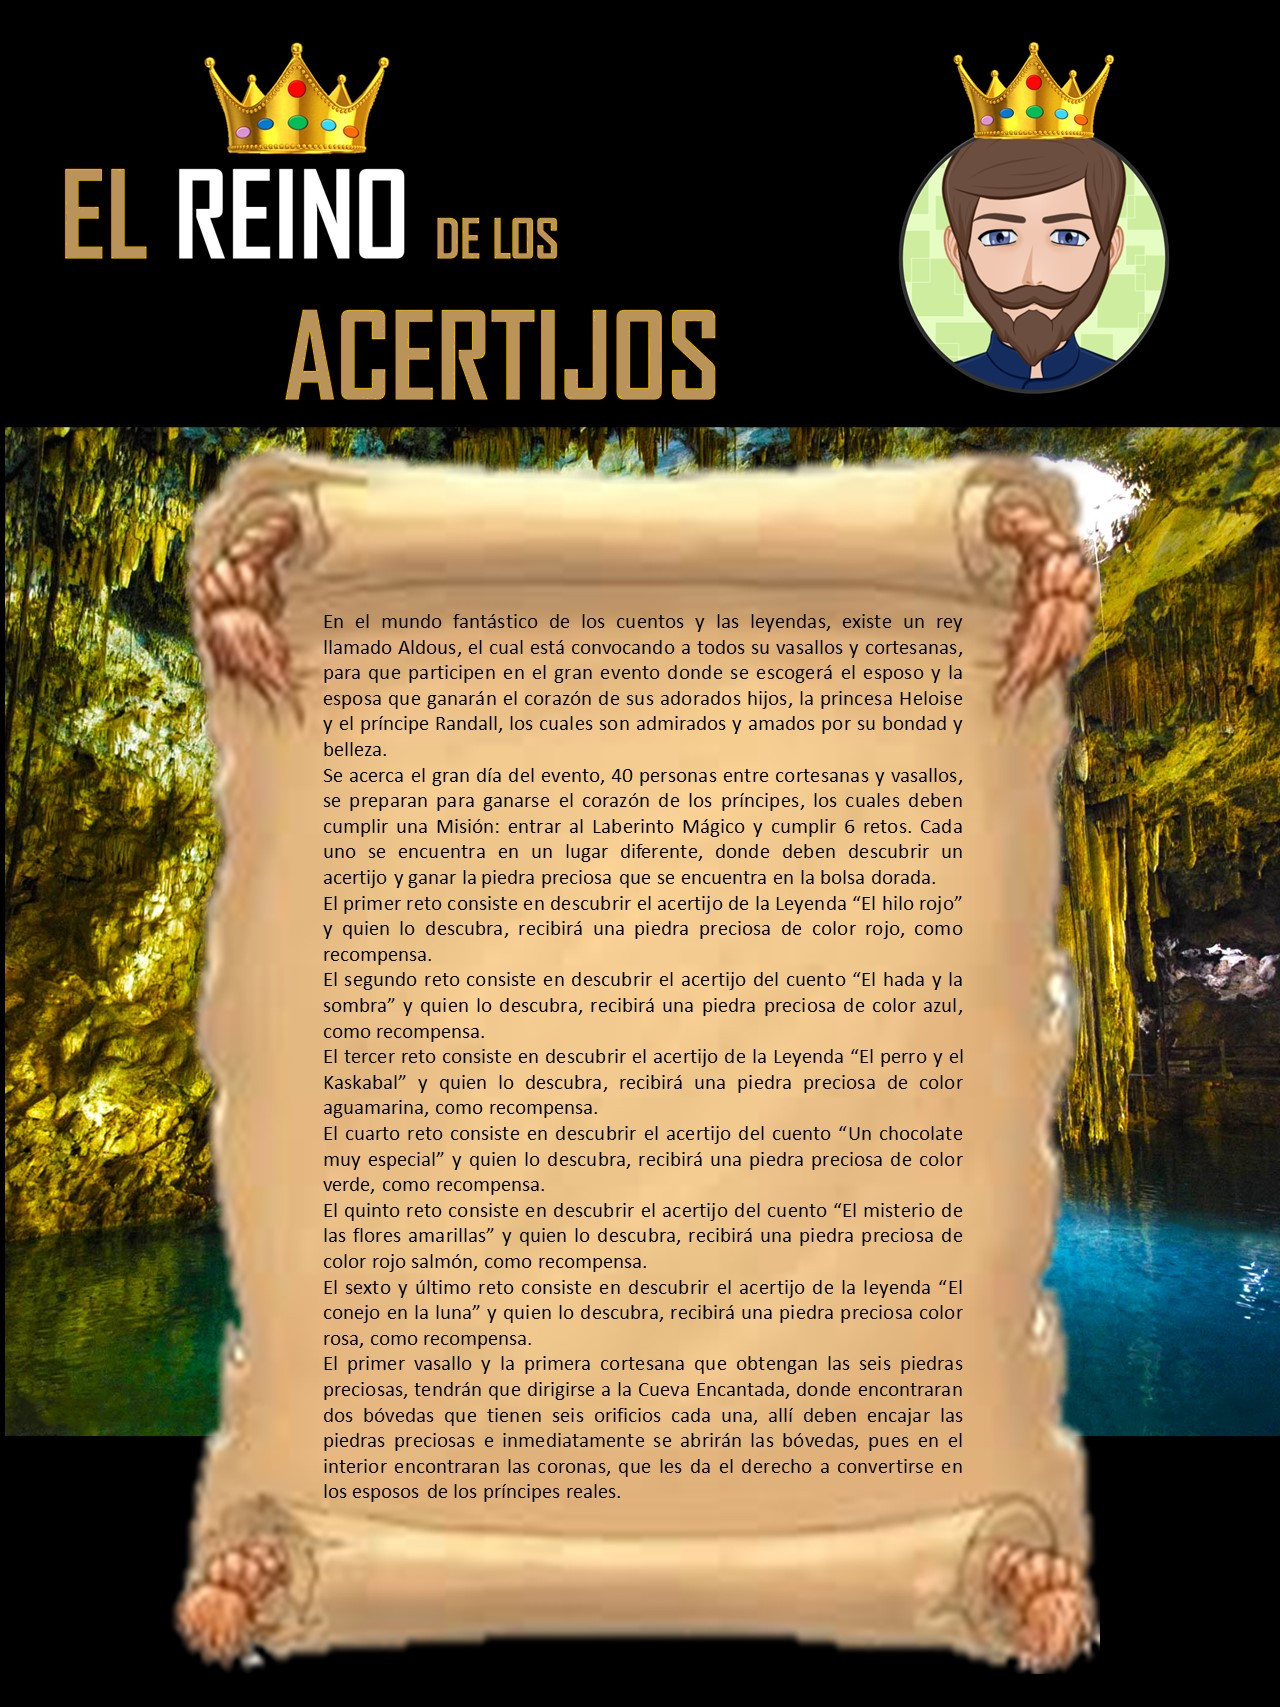 EL REINO DE LOS
ACERTIJOS
En el mundo fantástico de los cuentos y las leyendas, existe un rey
llamado Aldous, el cual está convocando a todos su vasallos y cortesanas,
para que participen en el gran evento donde se escogerá el esposo y la
esposa que ganarán el corazón de sus adorados hijos, la princesa Heloise
y el príncipe Randall, los cuales son admirados y amados por su bondad y
belleza.
Se acerca el gran día del evento, 40 personas entre cortesanas y vasallos,
se preparan para ganarse el corazón de los príncipes, los cuales deben
cumplir una Misión: entrar al Laberinto Mágico y cumplir 6 retos. Cada
uno se encuentra en un lugar diferente, donde deben descubrir un
acertijo y ganar la piedra preciosa que se encuentra en la bolsa dorada.
El primer reto consiste en descubrir el acertijo de la Leyenda “El hilo rojo”
y quien lo descubra, recibirá una piedra preciosa de color rojo, como
recompensa.
El segundo reto consiste en descubrir el acertijo del cuento “El hada y la
sombra” y quien lo descubra, recibirá una piedra preciosa de color azul,
como recompensa.
El tercer reto consiste en descubrir el acertijo de la Leyenda “El perro y el
Kaskabal” y quien lo descubra, recibirá una piedra preciosa de color
aguamarina, como recompensa.
El cuarto reto consiste en descubrir el acertijo del cuento “Un chocolate
muy especial” y quien lo descubra, recibirá una piedra preciosa de color
verde, como recompensa.
El quinto reto consiste en descubrir el acertijo del cuento “El misterio de
las flores amarillas” y quien lo descubra, recibirá una piedra preciosa de
color rojo salmón, como recompensa.
El sexto y último reto consiste en descubrir el acertijo de la leyenda “El
conejo en la luna” y quien lo descubra, recibirá una piedra preciosa color
rosa, como recompensa.
El primer vasallo y la primera cortesana que obtengan las seis piedras
preciosas, tendrán que dirigirse a la Cueva Encantada, donde encontraran
dos bóvedas que tienen seis orificios cada una, allí deben encajar las
piedras preciosas e inmediatamente se abrirán las bóvedas, pues en el
interior encontraran las coronas, que les da el derecho a convertirse en
los esposos de los príncipes reales.